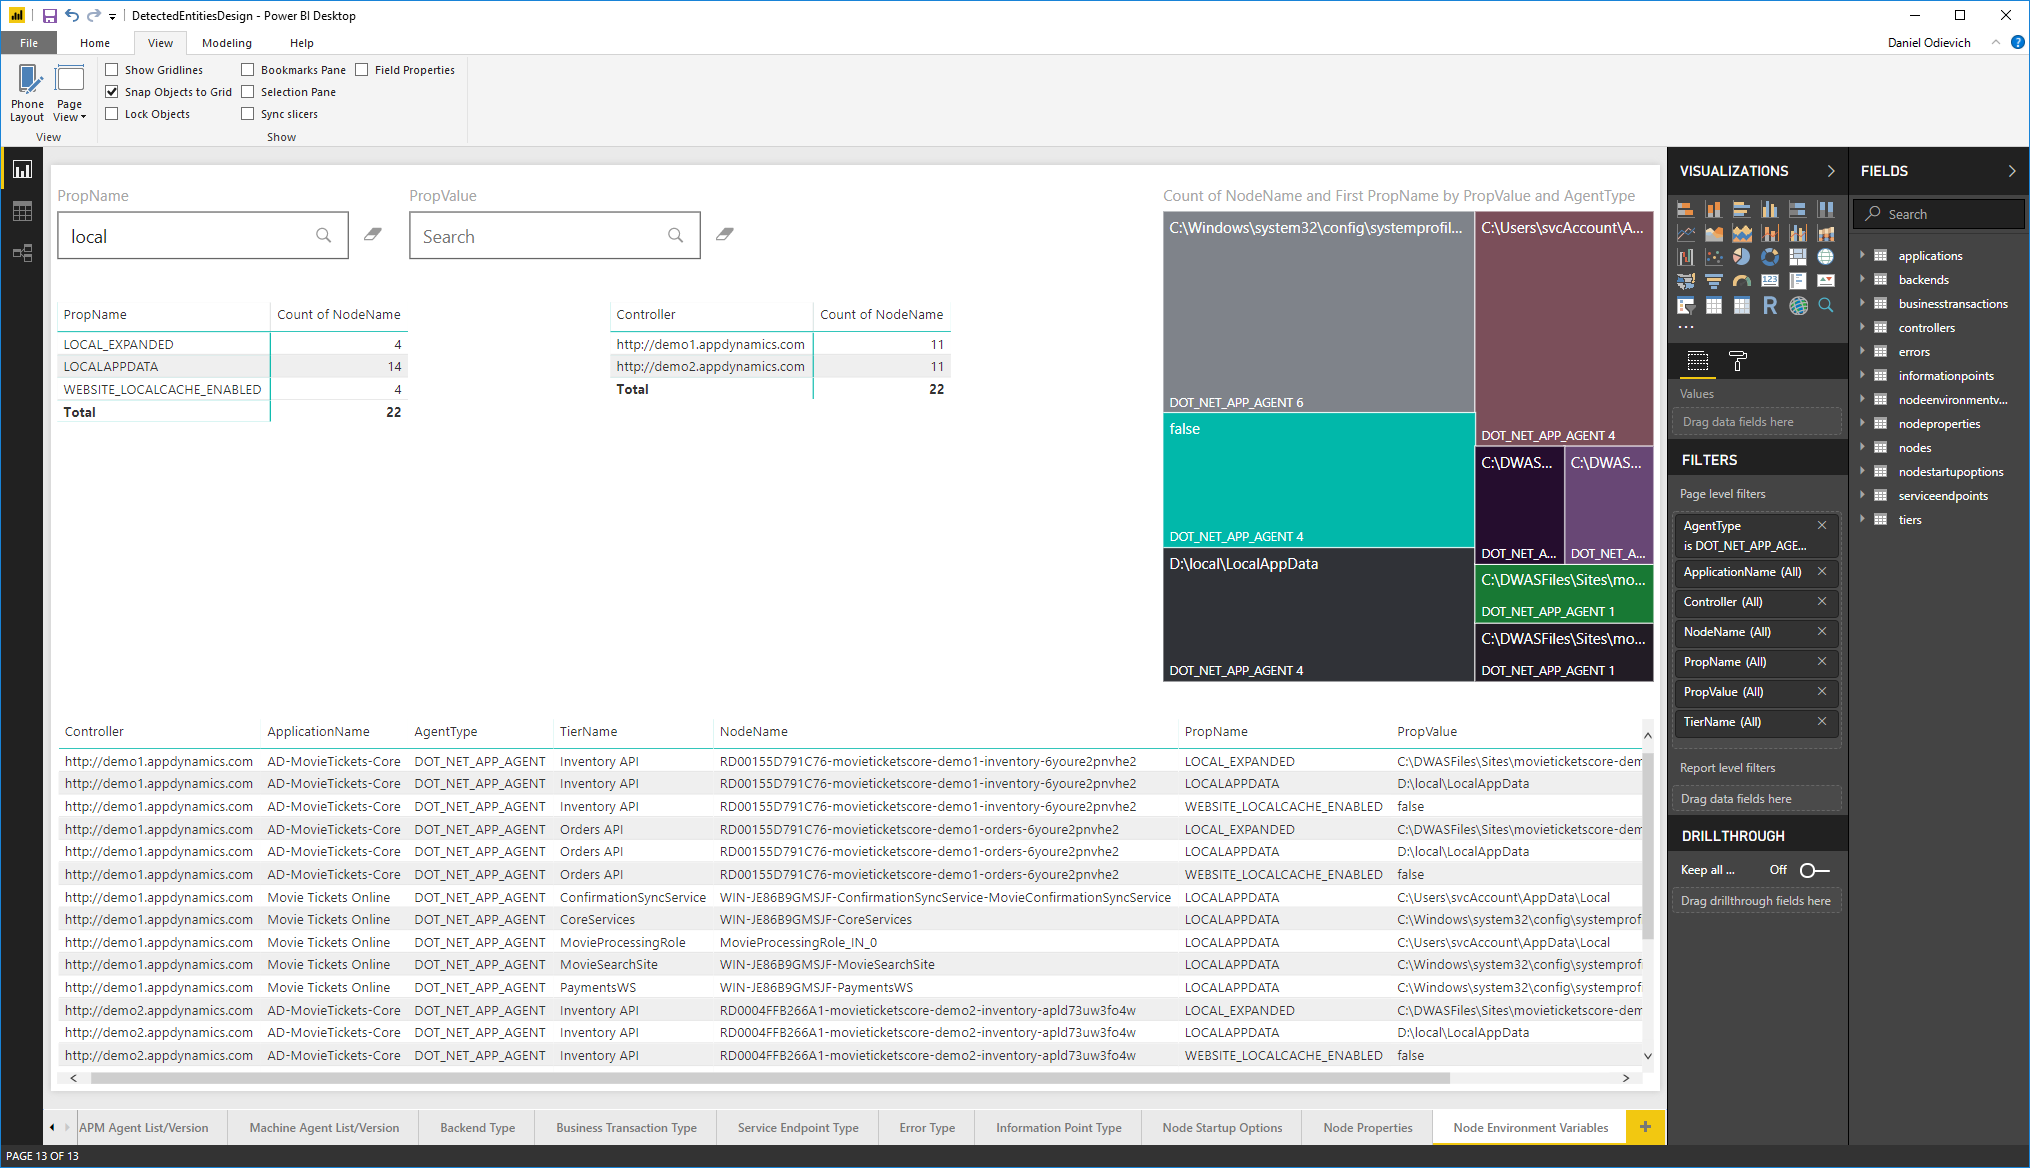 DetectedEntitiesDesign - Power BI Desktop
File Home View Modeling Help Daniel Odievich
Phone Layout
Page View
View
Show Gridlines
Snap Objects to Grid
Lock Objects
Bookmarks Pane
Selection Pane
Sync slicers
Field Properties
Show
PropName
local
PropValue
Search
PropName Count of NodeName
LOCAL_EXPANDED 4
LOCALAPPDATA 14
WEBSITE_LOCALCACHE_ENABLED 4
Total 22
Controller Count of NodeName
http://demo1.appdynamics.com 11
http://demo2.appdynamics.com 11
Total 22
Count of NodeName and First PropName by PropValue and AgentType
C:\Windows\system32\config\systemprofil...
DOT_NET_APP_AGENT 6
false
DOT_NET_APP_AGENT 4
D:\local\LocalAppData
DOT_NET_APP_AGENT 4
C:\Users\svcAccount\A...
DOT_NET_APP_AGENT 4
C:\DWAS...
DOT_NET_A...
C:\DWAS...
DOT_NET_A...
C:\DWASFiles\Sites\mo...
DOT_NET_APP_AGENT 1
C:\DWASFiles\Sites\mo...
DOT_NET_APP_AGENT 1
Controller ApplicationName AgentType TierName NodeName PropName PropValue
http://demo1.appdynamics.com AD-MovieTickets-Core DOT_NET_APP_AGENT Inventory API RD00155D791C76-movieticketscore-demo1-inventory-6youre2pnvhe2 LOCAL_EXPANDED C:\DWASFiles\Sites\movieticketscore-dem
http://demo1.appdynamics.com AD-MovieTickets-Core DOT_NET_APP_AGENT Inventory API RD00155D791C76-movieticketscore-demo1-inventory-6youre2pnvhe2 LOCALAPPDATA D:\local\LocalAppData
http://demo1.appdynamics.com AD-MovieTickets-Core DOT_NET_APP_AGENT Inventory API RD00155D791C76-movieticketscore-demo1-inventory-6youre2pnvhe2 WEBSITE_LOCALCACHE_ENABLED false
http://demo1.appdynamics.com AD-MovieTickets-Core DOT_NET_APP_AGENT Orders API RD00155D791C76-movieticketscore-demo1-orders-6youre2pnvhe2 LOCAL_EXPANDED C:\DWASFiles\Sites\movieticketscore-dem
http://demo1.appdynamics.com AD-MovieTickets-Core DOT_NET_APP_AGENT Orders API RD00155D791C76-movieticketscore-demo1-orders-6youre2pnvhe2 LOCALAPPDATA D:\local\LocalAppData
http://demo1.appdynamics.com AD-MovieTickets-Core DOT_NET_APP_AGENT Orders API RD00155D791C76-movieticketscore-demo1-orders-6youre2pnvhe2 WEBSITE_LOCALCACHE_ENABLED false
http://demo1.appdynamics.com Movie Tickets Online DOT_NET_APP_AGENT ConfirmationSyncService WIN-JE86B9GMSJF-ConfirmationSyncService-MovieConfirmationSyncService LOCALAPPDATA C:\Users\svcAccount\AppData\Local
http://demo1.appdynamics.com Movie Tickets Online DOT_NET_APP_AGENT CoreServices WIN-JE86B9GMSJF-CoreServices LOCALAPPDATA C:\Windows\system32\config\systemprof
http://demo1.appdynamics.com Movie Tickets Online DOT_NET_APP_AGENT MovieProcessingRole MovieProcessingRole_IN_0 LOCALAPPDATA C:\Users\svcAccount\AppData\Local
http://demo1.appdynamics.com Movie Tickets Online DOT_NET_APP_AGENT MovieSearchSite WIN-JE86B9GMSJF-MovieSearchSite LOCALAPPDATA C:\Windows\system32\config\systemprof
http://demo1.appdynamics.com Movie Tickets Online DOT_NET_APP_AGENT PaymentsWS WIN-JE86B9GMSJF-PaymentsWS LOCALAPPDATA C:\Windows\system32\config\systemprof
http://demo2.appdynamics.com AD-MovieTickets-Core DOT_NET_APP_AGENT Inventory API RD0004FFB266A1-movieticketscore-demo2-inventory-apld73uw3fo4w LOCAL_EXPANDED C:\DWASFiles\Sites\movieticketscore-dem
http://demo2.appdynamics.com AD-MovieTickets-Core DOT_NET_APP_AGENT Inventory API RD0004FFB266A1-movieticketscore-demo2-inventory-apld73uw3fo4w LOCALAPPDATA D:\local\LocalAppData
http://demo2.appdynamics.com AD-MovieTickets-Core DOT_NET_APP_AGENT Inventory API RD0004FFB266A1-movieticketscore-demo2-inventory-apld73uw3fo4w WEBSITE_LOCALCACHE_ENABLED false
VISUALIZATIONS
Values
Drag data fields here
FILTERS
Page level filters
AgentType
is DOT_NET_APP_AGE...
ApplicationName (All)
Controller (All)
NodeName (All)
PropName (All)
PropValue (All)
TierName (All)
Report level filters
Drag data fields here
DRILLTHROUGH
Keep all ... Off
Drag drillthrough fields here
FIELDS
Search
applications
backends
businesstransactions
controllers
errors
informationpoints
nodeenvironmentv...
nodeproperties
nodes
nodestartupoptions
serviceendpoints
tiers
APM Agent List/Version Machine Agent List/Version Backend Type Business Transaction Type Service Endpoint Type Error Type Information Point Type Node Startup Options Node Properties Node Environment Variables +
PAGE 13 OF 13